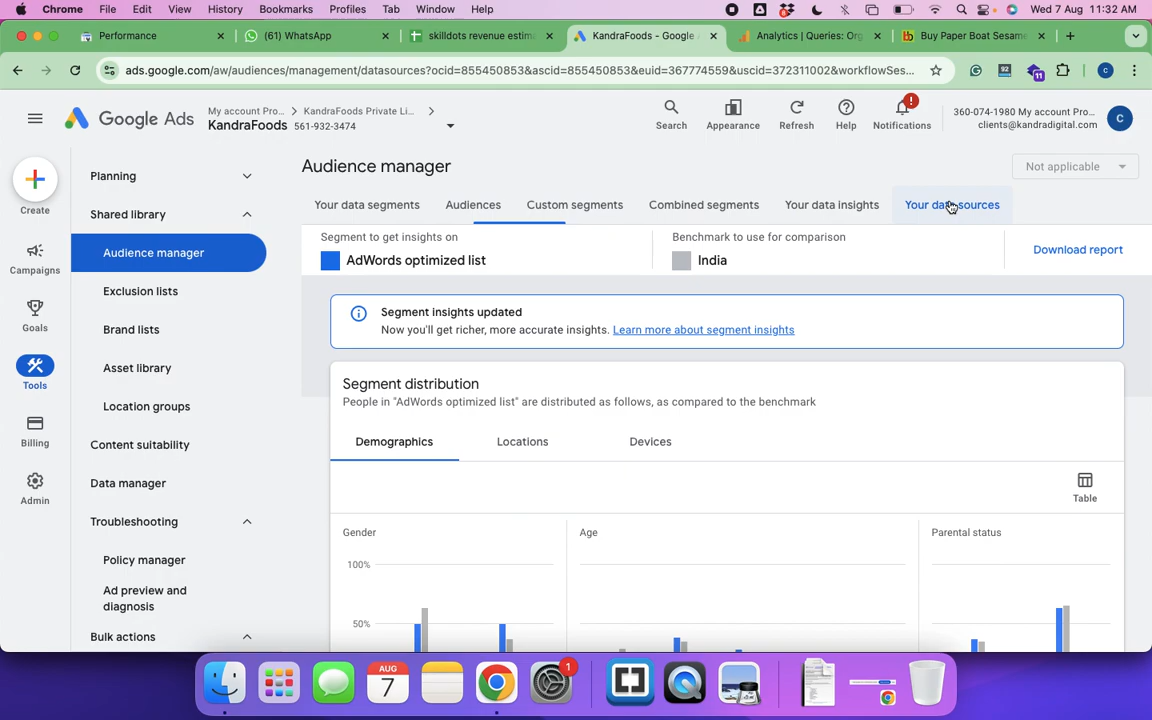 Chrome File Edit View History Bookmarks Profiles Tab Window Help Wed 7 Aug 11:32 AM
Performance (61) WhatsApp skilldots revenue estim KandraFoods - Google Analytics | Queries: Org Buy Paper Boat Sesame
ads.google.com/aw/audiences/management/datasources?ocid=855450853&ascid=855450853&euid=367774559&uscid=372311002&workflowSes... 92 11 C
Google Ads
My account Pro... KandraFoods Private Li...
KandraFoods 561-932-3474
Search Appearance Refresh Help Notifications
360-074-1980 My account Pro...
clients@kandradigital.com
C
Create
Campaigns
Goals
Tools
Billing
Admin
Planning
Shared library
Audience manager
Exclusion lists
Brand lists
Asset library
Location groups
Content suitability
Data manager
Troubleshooting
Policy manager
Ad preview and
diagnosis
Bulk actions
Audience manager
Not applicable
Your data segments Audiences Custom segments Combined segments Your data insights Your data sources
Segment to get insights on
AdWords optimized list
Benchmark to use for comparison
India
Download report
Segment insights updated
Now you'll get richer, more accurate insights. Learn more about segment insights
Segment distribution
People in "AdWords optimized list" are distributed as follows, as compared to the benchmark
Demographics Locations Devices
Table
Gender Age Parental status
100%
50%
AUG
7
1